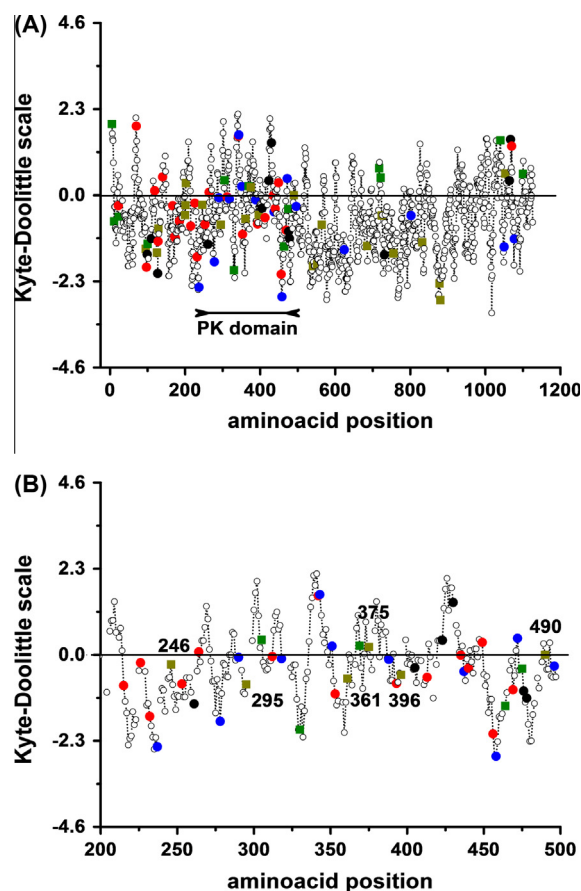 (A)
4.6
2.3
0.0
-2.3
-4.6
Kyte-Doolittle scale
PK domain
0 200 400 600 800 1000 1200
aminoacid position
(B)
4.6
2.3
0.0
-2.3
-4.6
Kyte-Doolittle scale
246
295
361
375
396
490
200 250 300 350 400 450 500
aminoacid position